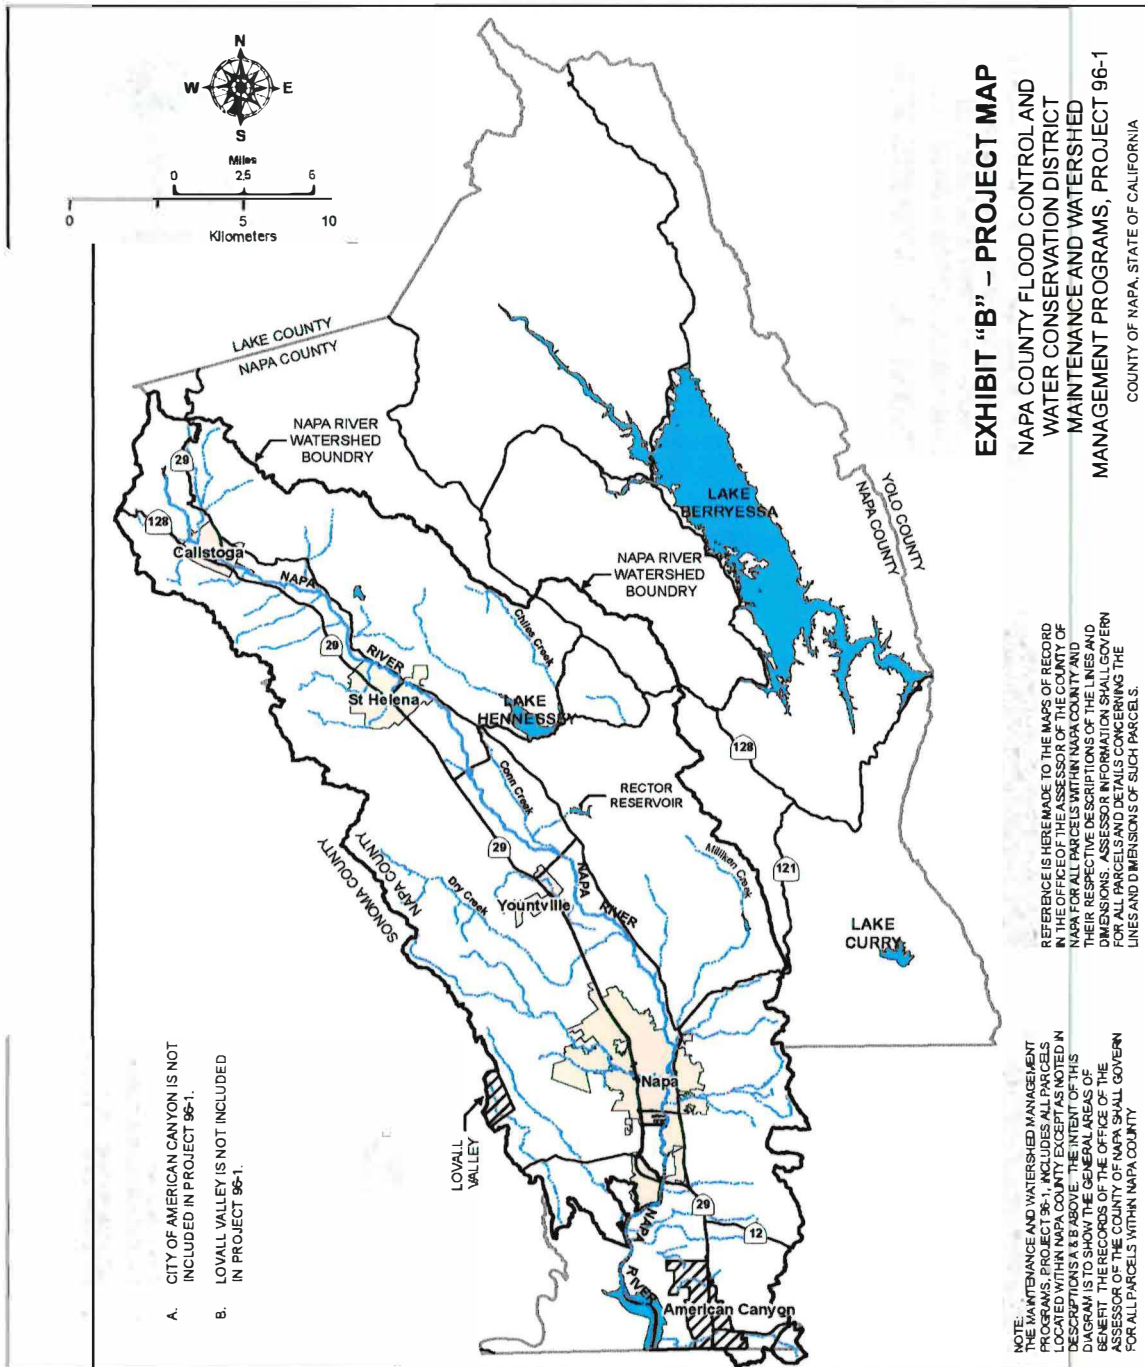 N
W
E
S
Miles
0
2.5
6
0
5
10
Kilometers
EXHIBIT "B" – PROJECT MAP
NAPA COUNTY FLOOD CONTROL AND
WATER CONSERVATION DISTRICT
MAINTENANCE AND WATERSHED
MANAGEMENT PROGRAMS, PROJECT 96-1
COUNTY OF NAPA, STATE OF CALIFORNIA
LAKE COUNTY
NAPA COUNTY
NAPA RIVER
WATERSHED
BOUNDRY
29
128
Calistoga
NAPA
RIVER
29
St Helena
LAKE
HENNESSEY
Chiles Creek
NAPA RIVER
WATERSHED
BOUNDRY
LAKE
BERRYESSA
YOLO COUNTY
NAPA COUNTY
128
Conn Creek
RECTOR
RESERVOIR
29
NAPA
RIVER
Milliken Creek
121
SONOMA COUNTY
NAPA COUNTY
Dry Creek
Yountville
LAKE
CURRY
Napa
LOVALL
VALLEY
29
12
NAPA
RIVER
American Canyon
A. CITY OF AMERICAN CANYON IS NOT
INCLUDED IN PROJECT 96-1.
B. LOVALL VALLEY IS NOT INCLUDED
IN PROJECT 96-1.
REFERENCE IS HERE MADE TO THE MAPS OF RECORD
IN THE OFFICE OF THE ASSESSOR OF THE COUNTY OF
NAPA FOR ALL PARCELS WITHIN NAPA COUNTY AND
THEIR RESPECTIVE DESCRIPTIONS OF THE LINES AND
DIMENSIONS. ASSESSOR INFORMATION SHALL GOVERN
FOR ALL PARCELS AND DETAILS CONCERNING THE
LINES AND DIMENSIONS OF SUCH PARCELS.
NOTE:
THE MAINTENANCE AND WATERSHED MANAGEMENT
PROGRAMS, PROJECT 96-1, INCLUDES ALL PARCELS
LOCATED WITHIN NAPA COUNTY EXCEPT AS NOTED IN
DESCRIPTIONS A & B ABOVE. THE INTENT OF THIS
DIAGRAM IS TO SHOW THE GENERAL AREAS OF
BENEFIT THE RECORDS OF THE OFFICE OF THE
ASSESSOR OF THE COUNTY OF NAPA SHALL GOVERN
FOR ALL PARCELS WITHIN NAPA COUNTY